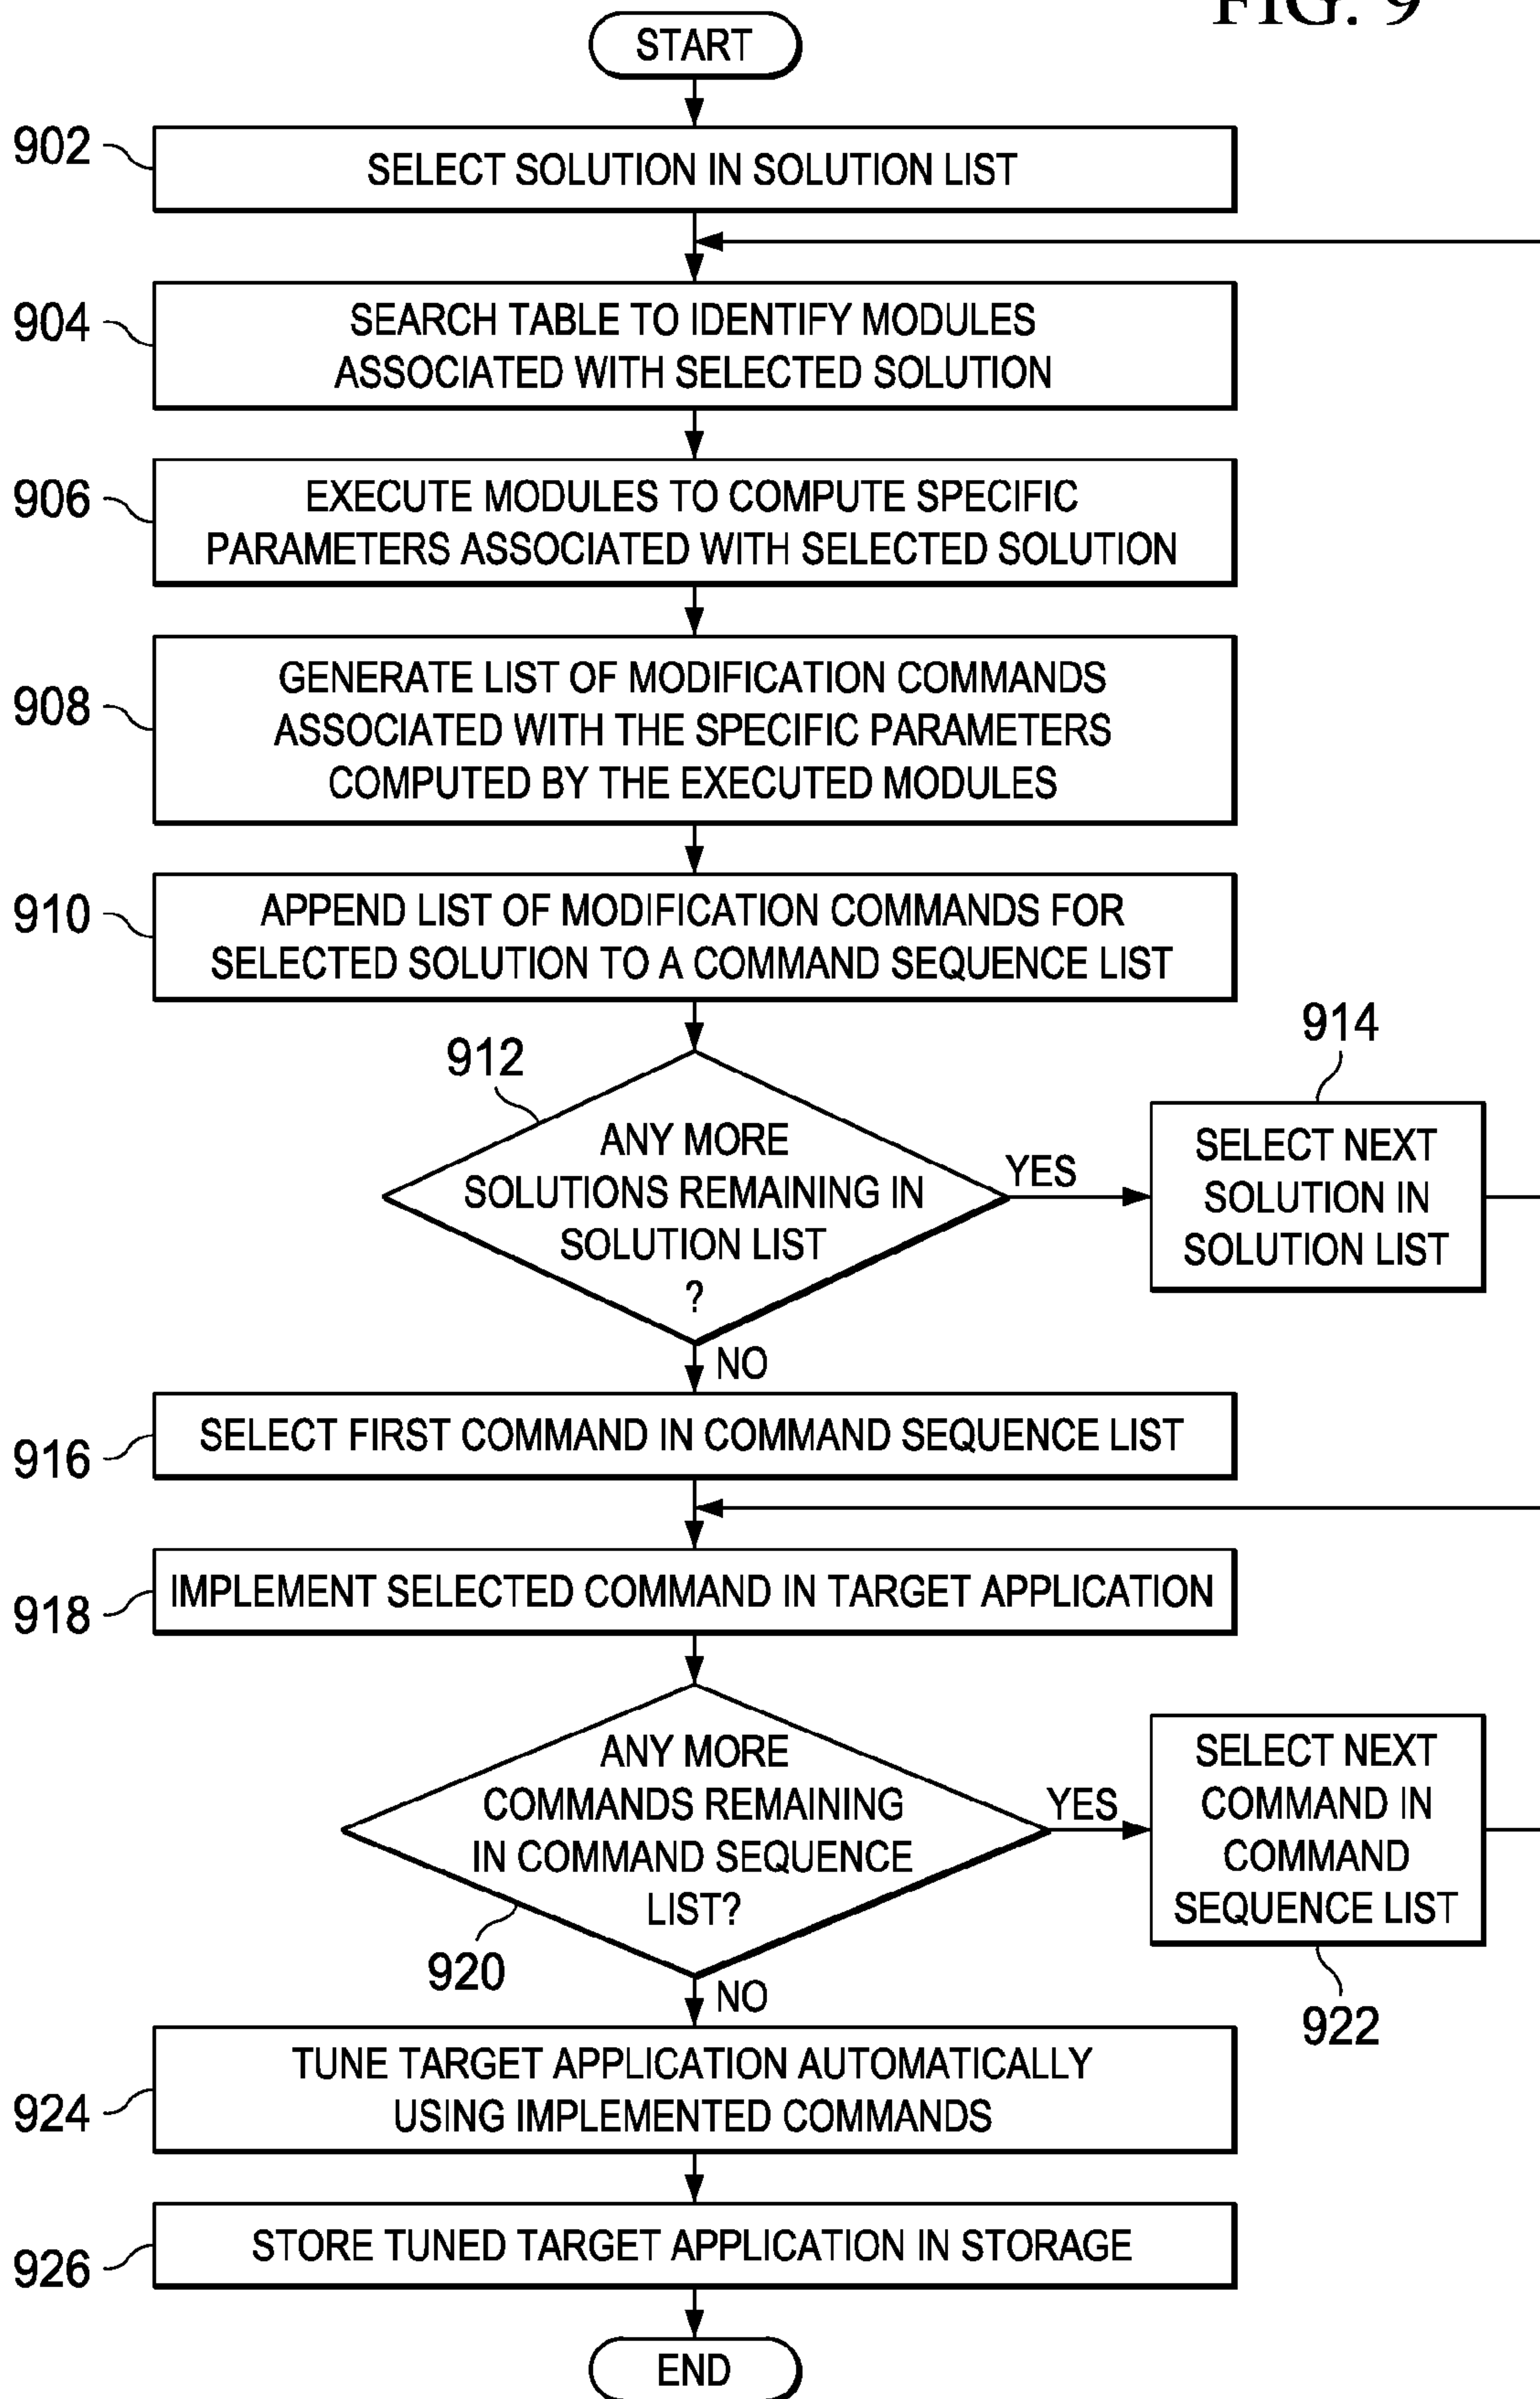 FIG. 9
START
902
SELECT SOLUTION IN SOLUTION LIST
904
SEARCH TABLE TO IDENTIFY MODULES
ASSOCIATED WITH SELECTED SOLUTION
906
EXECUTE MODULES TO COMPUTE SPECIFIC
PARAMETERS ASSOCIATED WITH SELECTED SOLUTION
908
GENERATE LIST OF MODIFICATION COMMANDS
ASSOCIATED WITH THE SPECIFIC PARAMETERS
COMPUTED BY THE EXECUTED MODULES
910
APPEND LIST OF MODIFICATION COMMANDS FOR
SELECTED SOLUTION TO A COMMAND SEQUENCE LIST
912
ANY MORE
SOLUTIONS REMAINING IN
SOLUTION LIST
?
YES
914
SELECT NEXT
SOLUTION IN
SOLUTION LIST
NO
916
SELECT FIRST COMMAND IN COMMAND SEQUENCE LIST
918
IMPLEMENT SELECTED COMMAND IN TARGET APPLICATION
ANY MORE
COMMANDS REMAINING
IN COMMAND SEQUENCE
LIST?
920
YES
SELECT NEXT
COMMAND IN
COMMAND
SEQUENCE LIST
922
NO
924
TUNE TARGET APPLICATION AUTOMATICALLY
USING IMPLEMENTED COMMANDS
926
STORE TUNED TARGET APPLICATION IN STORAGE
END